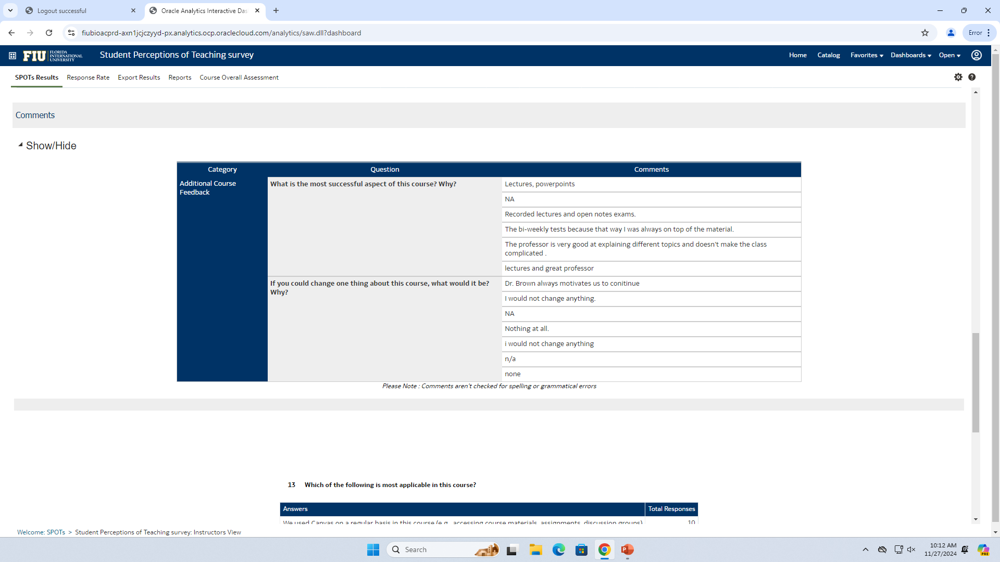 Logout successful
Oracle Analytics Interactive Das
fiubioacprd-axn1jcjczyyd-px.analytics.ocp.oraclecloud.com/analytics/saw.dll?dashboard
Error
FIU FLORIDA INTERNATIONAL UNIVERSITY
Student Perceptions of Teaching survey
Home Catalog Favorites Dashboards Open
SPOTs Results Response Rate Export Results Reports Course Overall Assessment
Comments
Show/Hide
Category Question Comments
Additional Course
Feedback
What is the most successful aspect of this course? Why?
Lectures, powerpoints
NA
Recorded lectures and open notes exams.
The bi-weekly tests because that way I was always on top of the material.
The professor is very good at explaining different topics and doesn't make the class
complicated .
lectures and great professor
If you could change one thing about this course, what would it be?
Why?
Dr. Brown always motivates us to conitinue
I would not change anything.
NA
Nothing at all.
i would not change anything
n/a
none
Please Note : Comments aren't checked for spelling or grammatical errors
13 Which of the following is most applicable in this course?
Answers Total Responses
We used Canvas on a regular basis in this course (e.g., accessing course materials, assignments, discussion groups) 10
Welcome: SPOTs > Student Perceptions of Teaching survey: Instructors View
Search
10:12 AM
11/27/2024
PRE